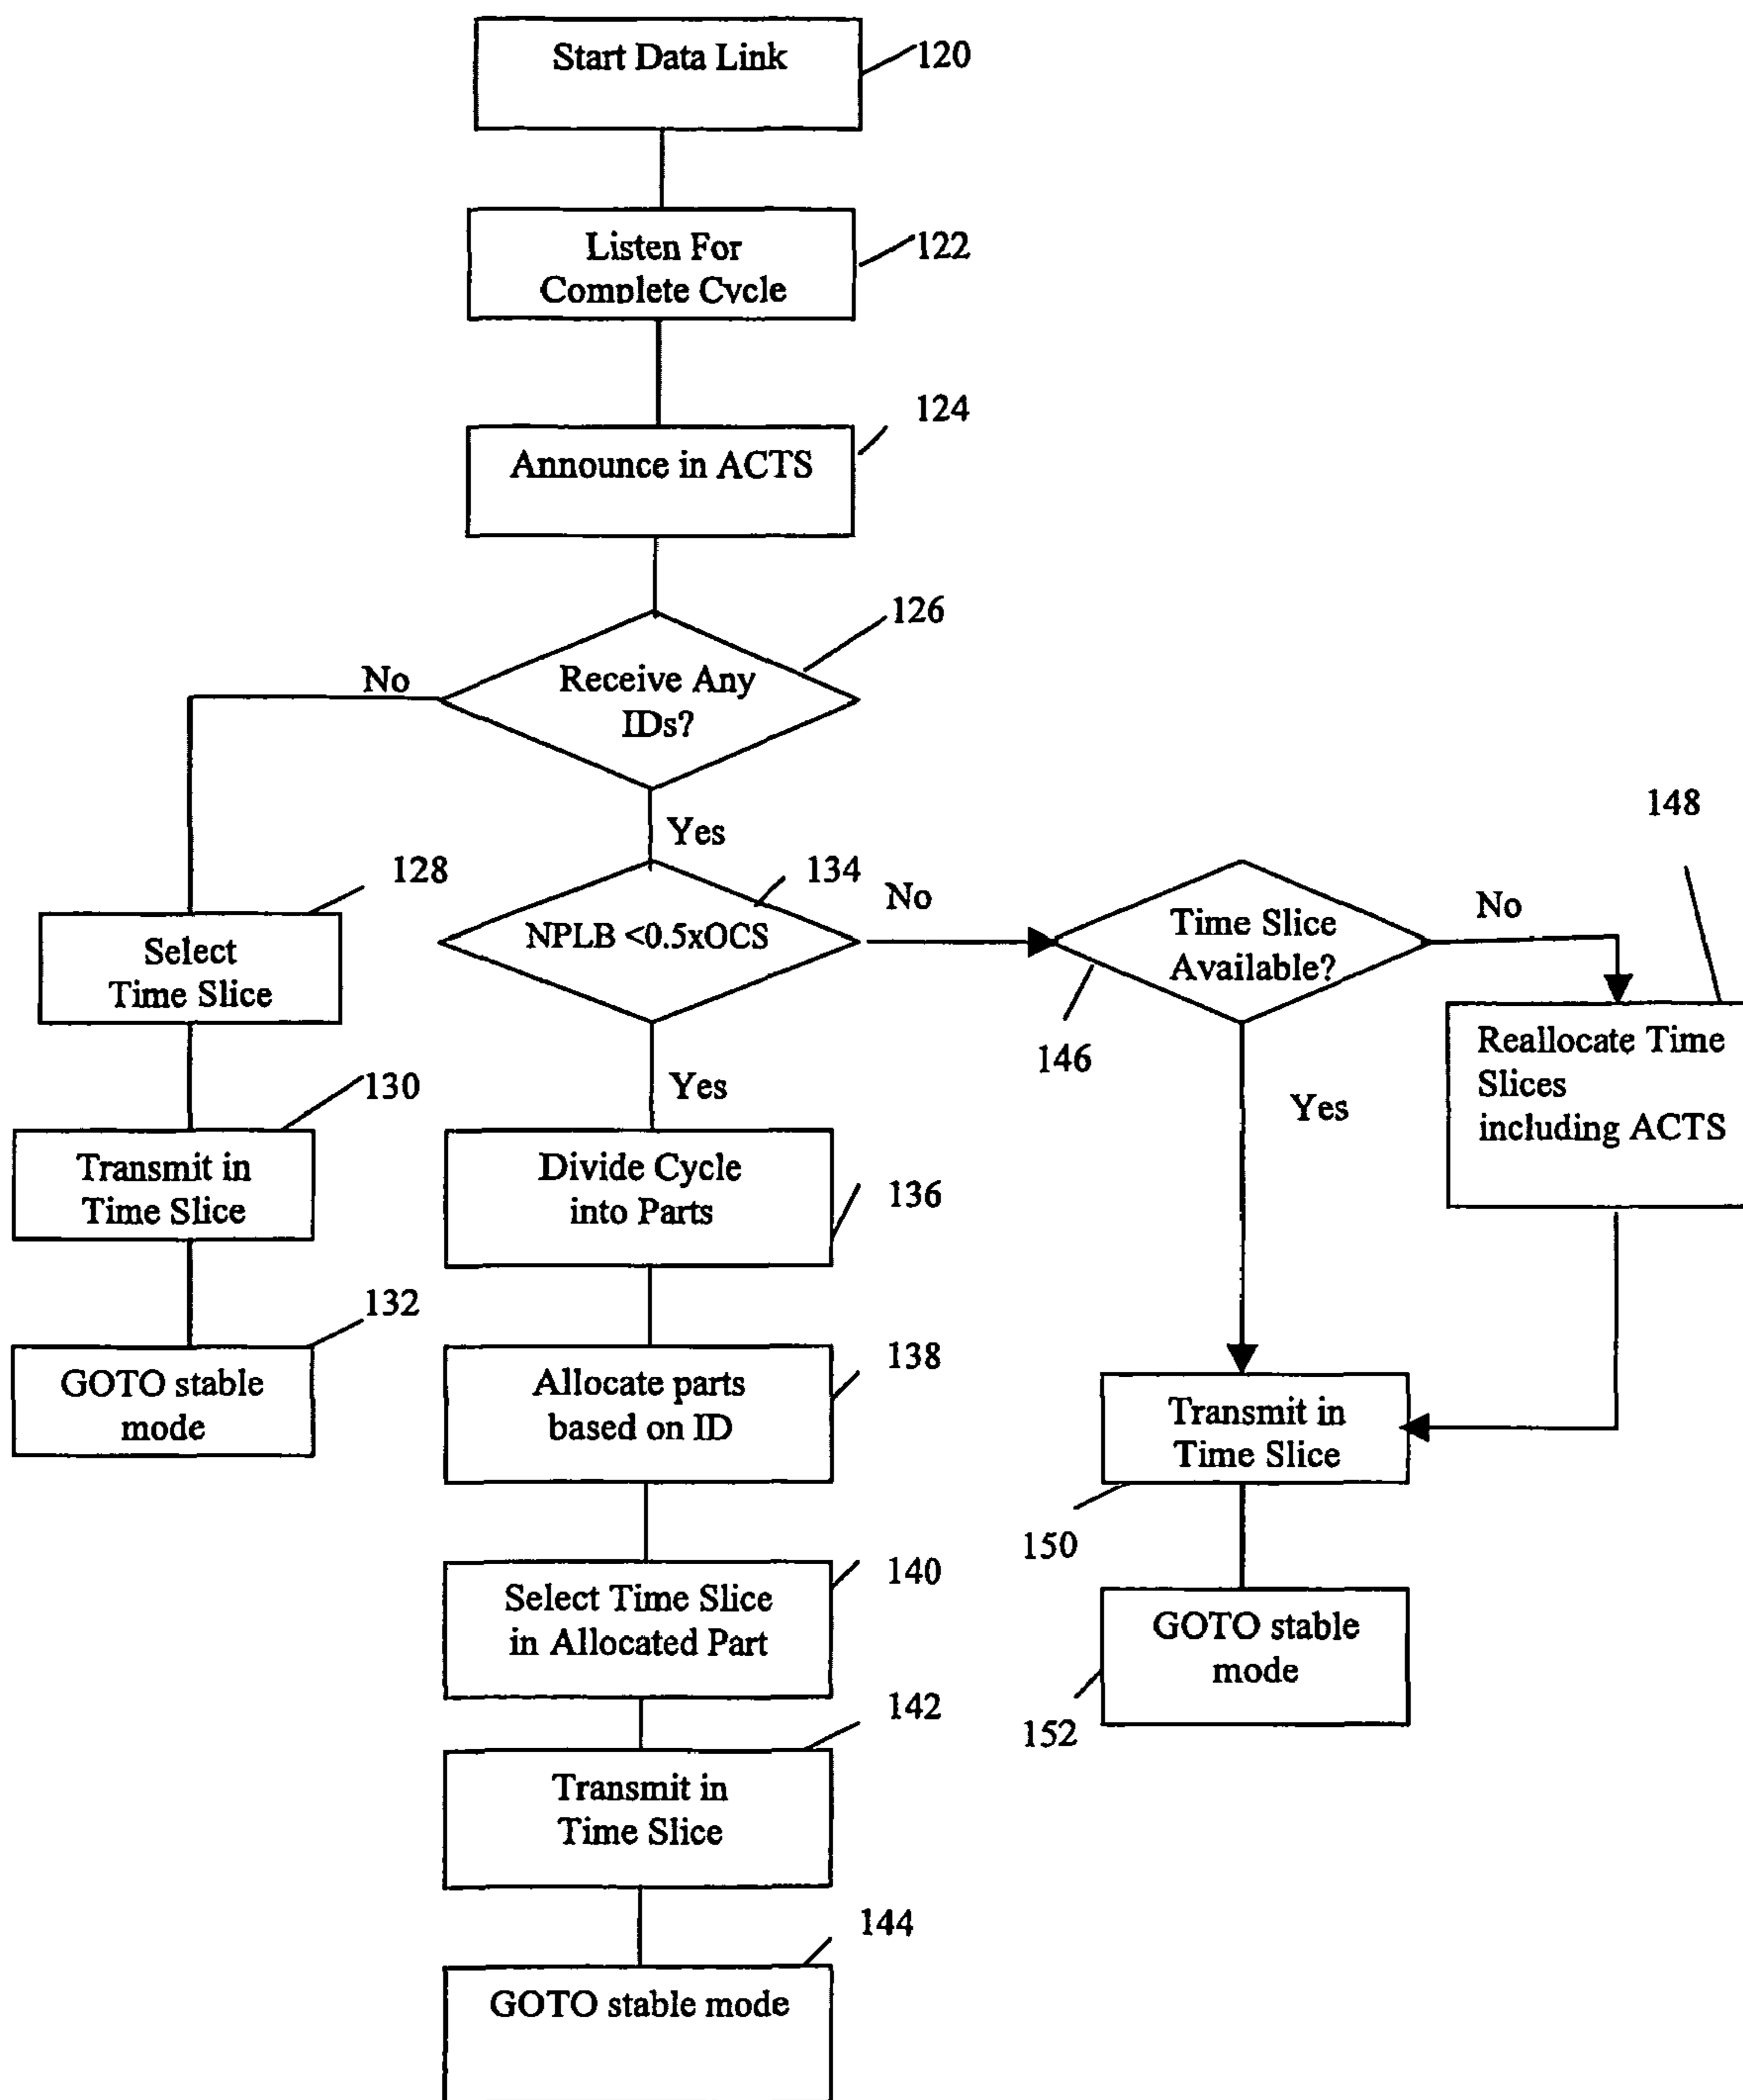 Start Data Link
120
Listen For
Complete Cycle
122
124
Announce in ACTS
126
No
Receive Any
IDs?
Yes
148
128
134
No
Time Slice
Available?
No
NPLB <0.5xOCS
Select
Time Slice
146
Reallocate Time
Slices
including ACTS
130
Yes
Yes
Transmit in
Time Slice
Divide Cycle
into Parts
136
132
GOTO stable
mode
138
Allocate parts
based on ID
Transmit in
Time Slice
150
140
Select Time Slice
in Allocated Part
GOTO stable
mode
152
142
Transmit in
Time Slice
144
GOTO stable mode